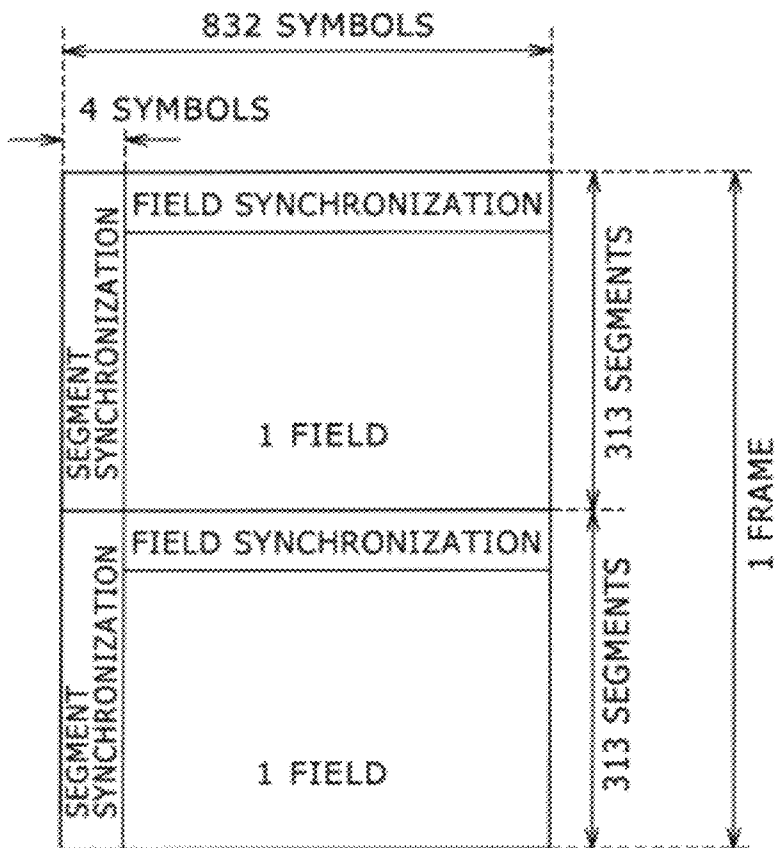 832 SYMBOLS
4 SYMBOLS
FIELD SYNCHRONIZATION
SEGMENT
SYNCHRONIZATION
1 FIELD
313 SEGMENTS
1 FRAME
FIELD SYNCHRONIZATION
SEGMENT
SYNCHRONIZATION
1 FIELD
313 SEGMENTS